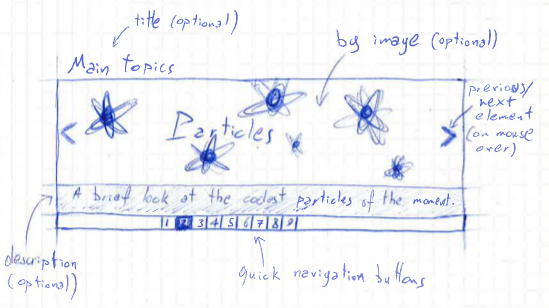 title (optional)
bg image (optional)
Main topics
previous/
next
element
(on mouse
over)
<
Particles
>
A brief look at the coolest particles of the moment.
1 2 3 4 5 6 7 8 9
description
(optional)
quick navigation buttons